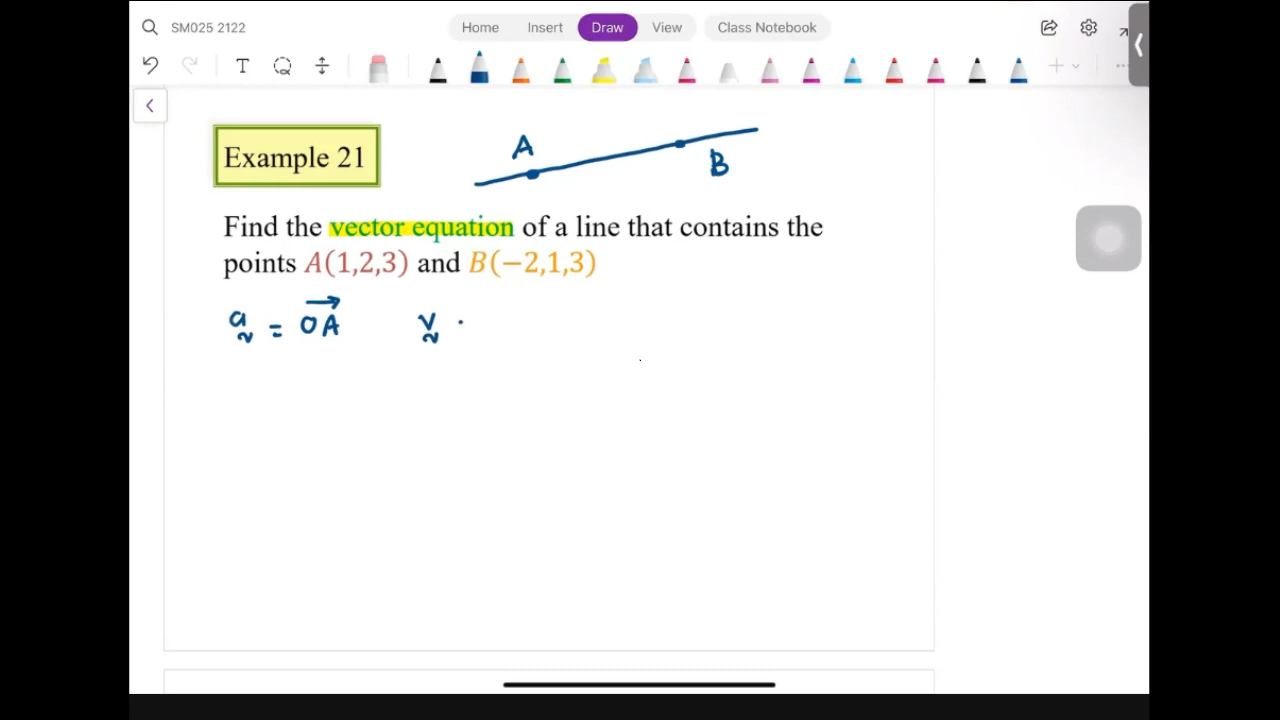 SM025 2122
Home Insert Draw View Class Notebook
T
Example 21
A
B
Find the vector equation of a line that contains the
points A(1,2,3) and B(−2,1,3)
a = OA v